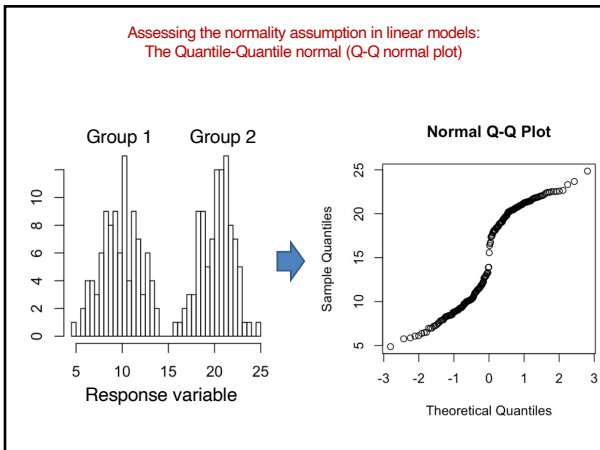 Assessing the normality assumption in linear models:
The Quantile-Quantile normal (Q-Q normal plot)
Group 1 Group 2
10
8
6
4
2
0
5 10 15 20 25
Response variable
Normal Q-Q Plot
Sample Quantiles
25
20
15
10
5
-3 -2 -1 0 1 2 3
Theoretical Quantiles